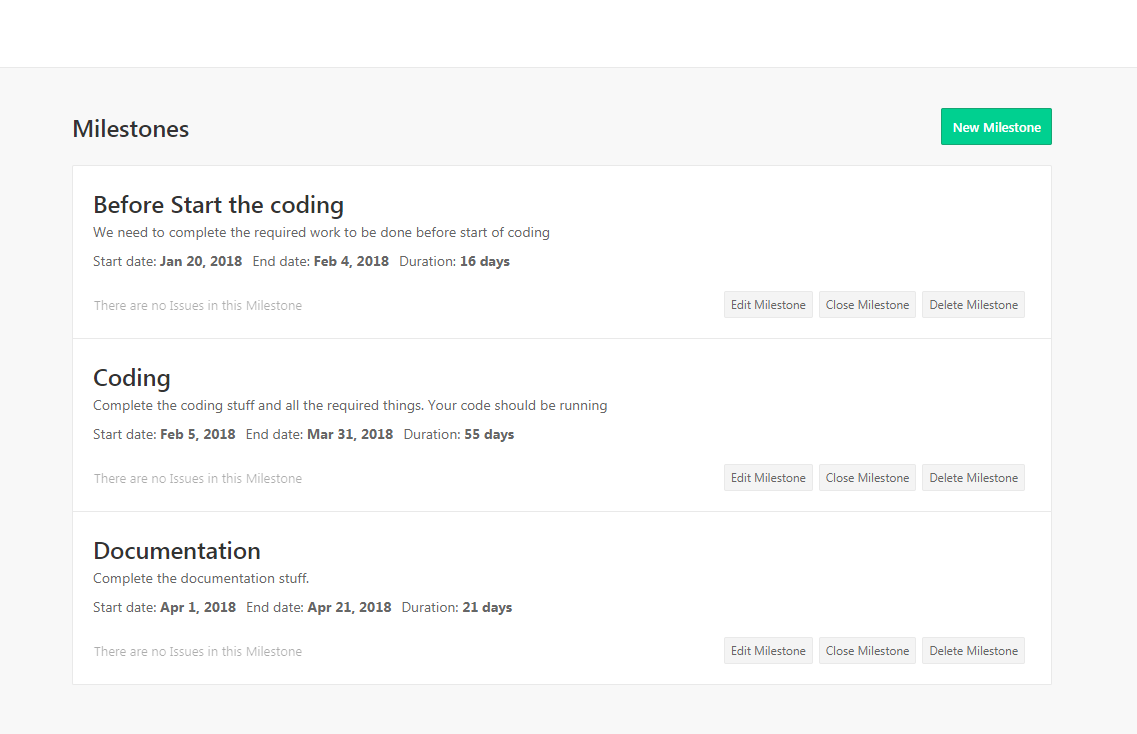 Milestones
New Milestone
Before Start the coding
We need to complete the required work to be done before start of coding
Start date: Jan 20, 2018 End date: Feb 4, 2018 Duration: 16 days
There are no Issues in this Milestone
Edit Milestone Close Milestone Delete Milestone
Coding
Complete the coding stuff and all the required things. Your code should be running
Start date: Feb 5, 2018 End date: Mar 31, 2018 Duration: 55 days
There are no Issues in this Milestone
Edit Milestone Close Milestone Delete Milestone
Documentation
Complete the documentation stuff.
Start date: Apr 1, 2018 End date: Apr 21, 2018 Duration: 21 days
There are no Issues in this Milestone
Edit Milestone Close Milestone Delete Milestone